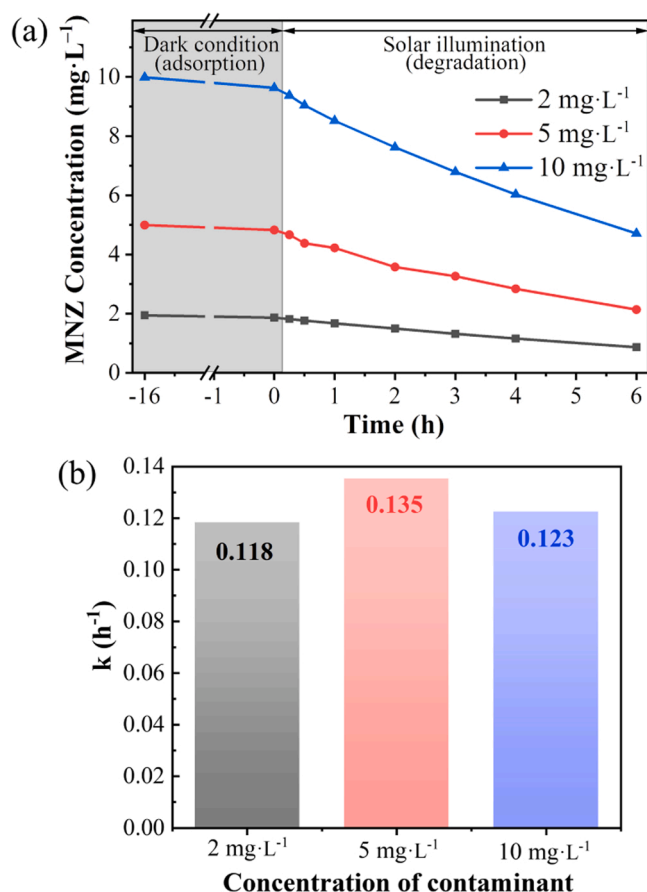 (a)
Dark condition
(adsorption)
Solar illumination
(degradation)
MNZ Concentration (mg·L⁻¹)
10
8
6
4
2
0
2 mg·L⁻¹
5 mg·L⁻¹
10 mg·L⁻¹
-16 -1 0 1 2 3 4 5 6
Time (h)
(b)
k (h⁻¹)
0.14
0.12
0.10
0.08
0.06
0.04
0.02
0.00
0.118
0.135
0.123
2 mg·L⁻¹ 5 mg·L⁻¹ 10 mg·L⁻¹
Concentration of contaminant